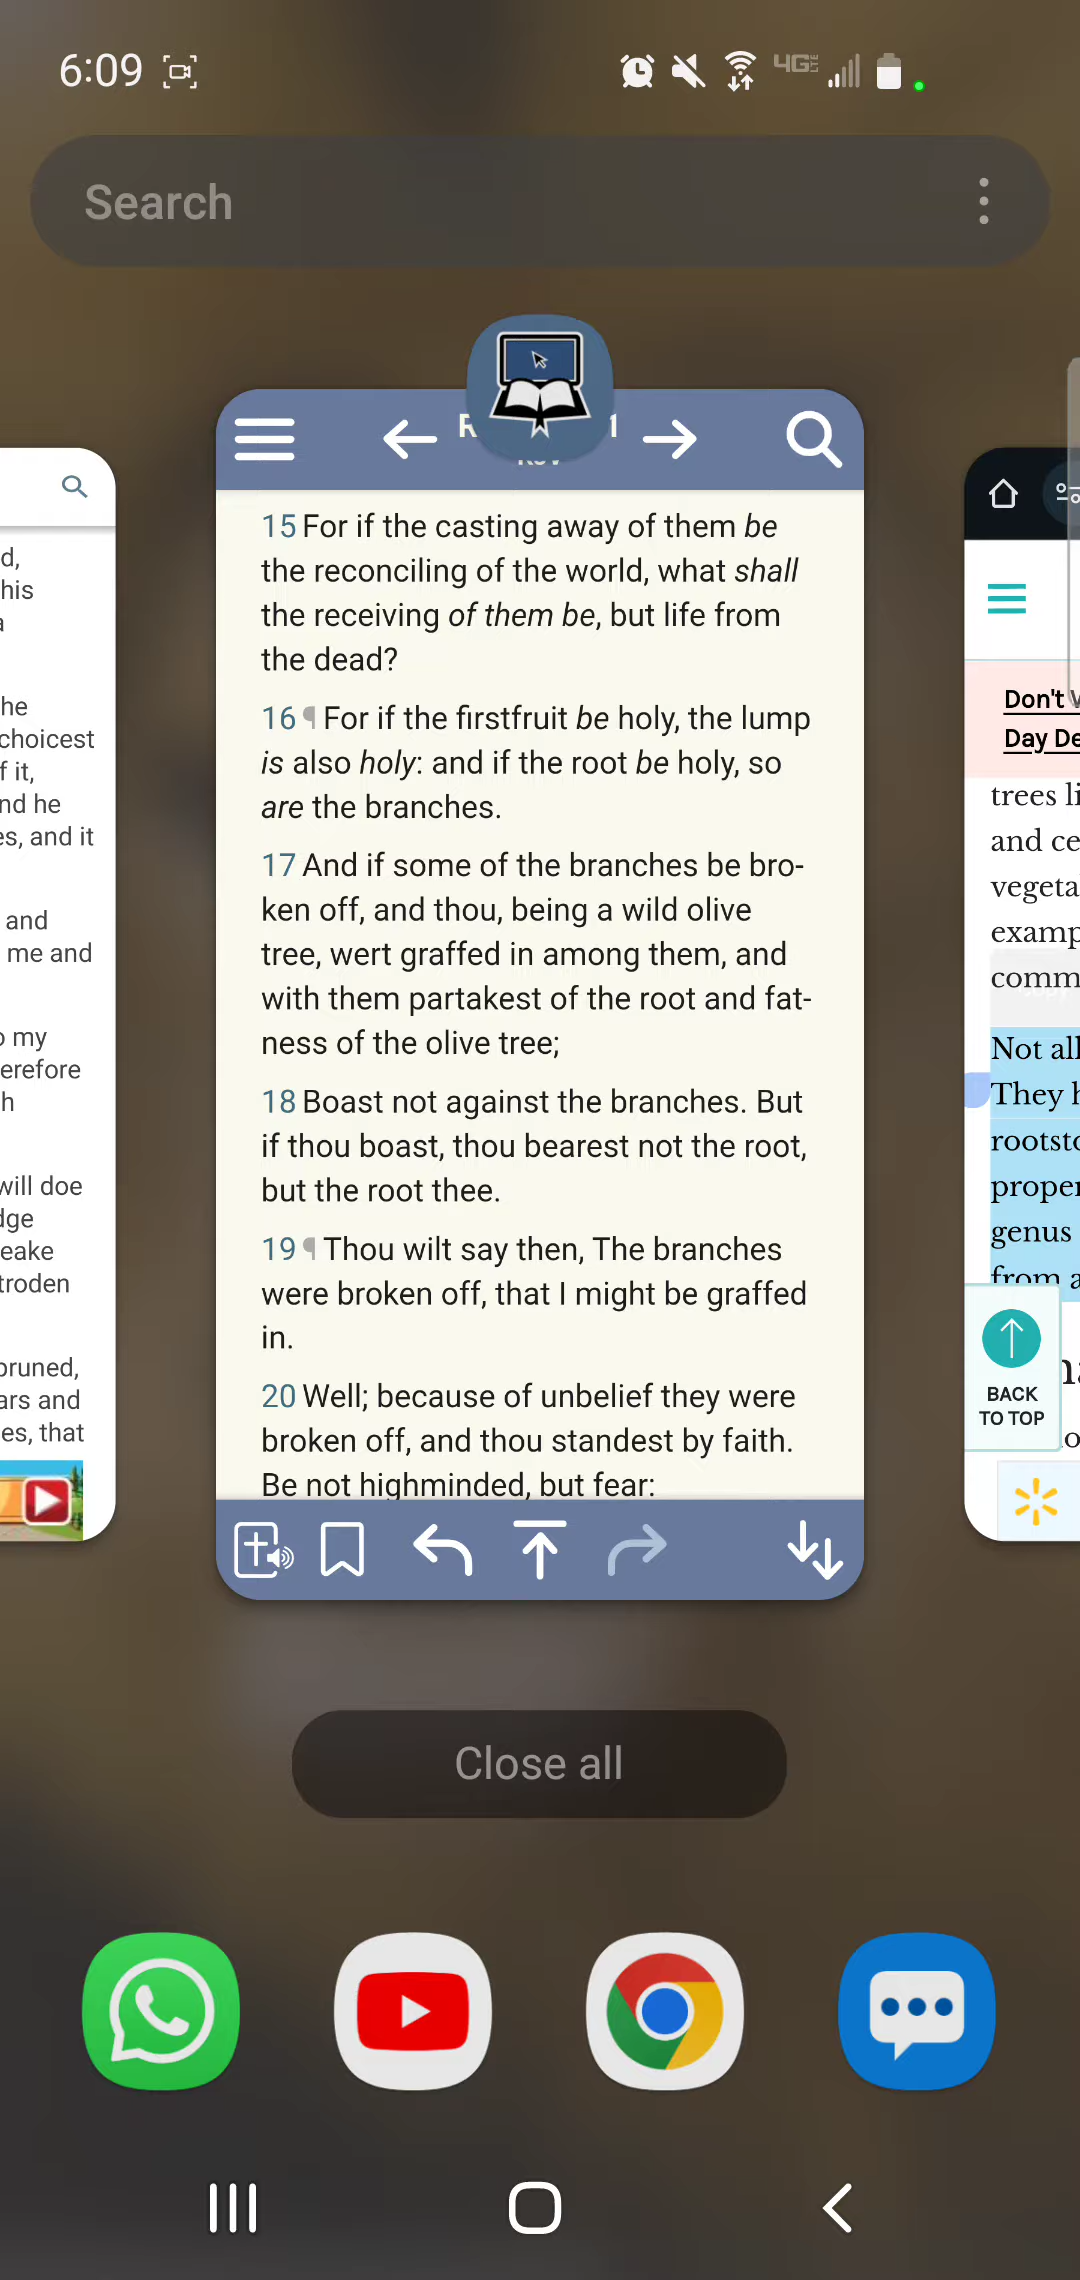 6:09
4G LTE
Search
d,
his
a
he
choicest
f it,
nd he
es, and it
and
me and
o my
erefore
h
will doe
dge
eake
troden
pruned,
ars and
es, that
R 1
15 For if the casting away of them be
the reconciling of the world, what shall
the receiving of them be, but life from
the dead?
16 ¶ For if the firstfruit be holy, the lump
is also holy: and if the root be holy, so
are the branches.
17 And if some of the branches be bro-
ken off, and thou, being a wild olive
tree, wert graffed in among them, and
with them partakest of the root and fat-
ness of the olive tree;
18 Boast not against the branches. But
if thou boast, thou bearest not the root,
but the root thee.
19 ¶ Thou wilt say then, The branches
were broken off, that I might be graffed
in.
20 Well; because of unbelief they were
broken off, and thou standest by faith.
Be not highminded, but fear:
Don't
Day De
trees li
and ce
vegeta
examp
comm
Not all
They h
rootsto
proper
genus
from a
BACK
TO TOP
Close all